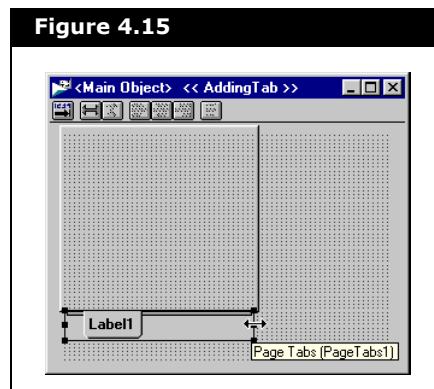 Figure 4.15
<Main Object> << AddingTab >>
Label1
Page Tabs (PageTabs1)